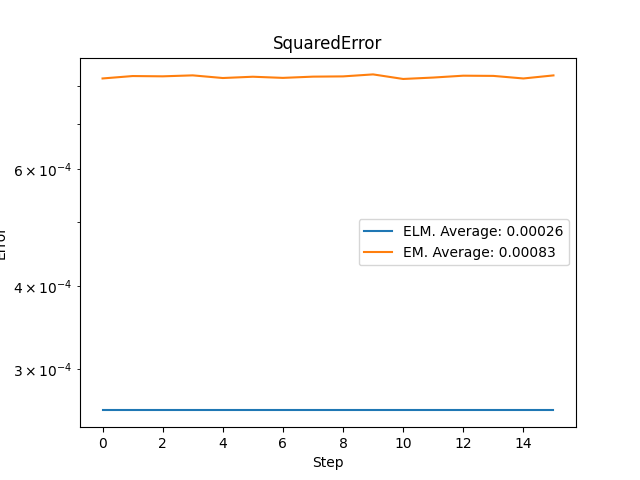 SquaredError
6 × 10⁻⁴
4 × 10⁻⁴
3 × 10⁻⁴
Error
ELM. Average: 0.00026
EM. Average: 0.00083
0 2 4 6 8 10 12 14
Step